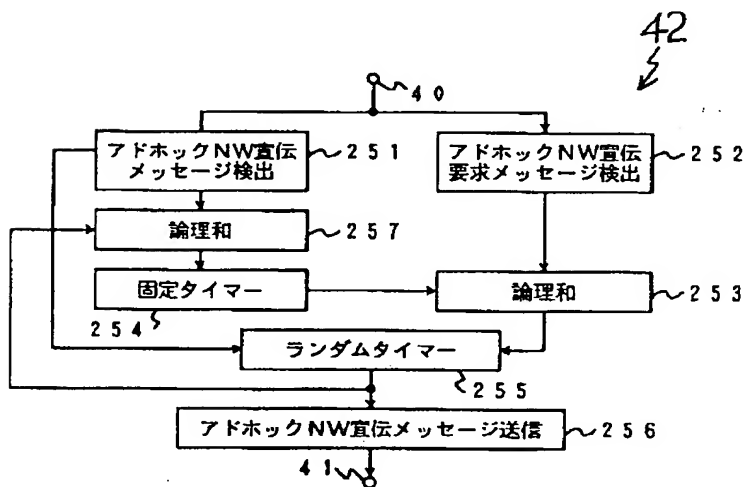 42
40
アドホックNW宣伝
メッセージ検出
251
アドホックNW宣伝
要求メッセージ検出
252
論理和
257
固定タイマー
254
論理和
253
ランダムタイマー
255
アドホックNW宣伝メッセージ送信
256
41